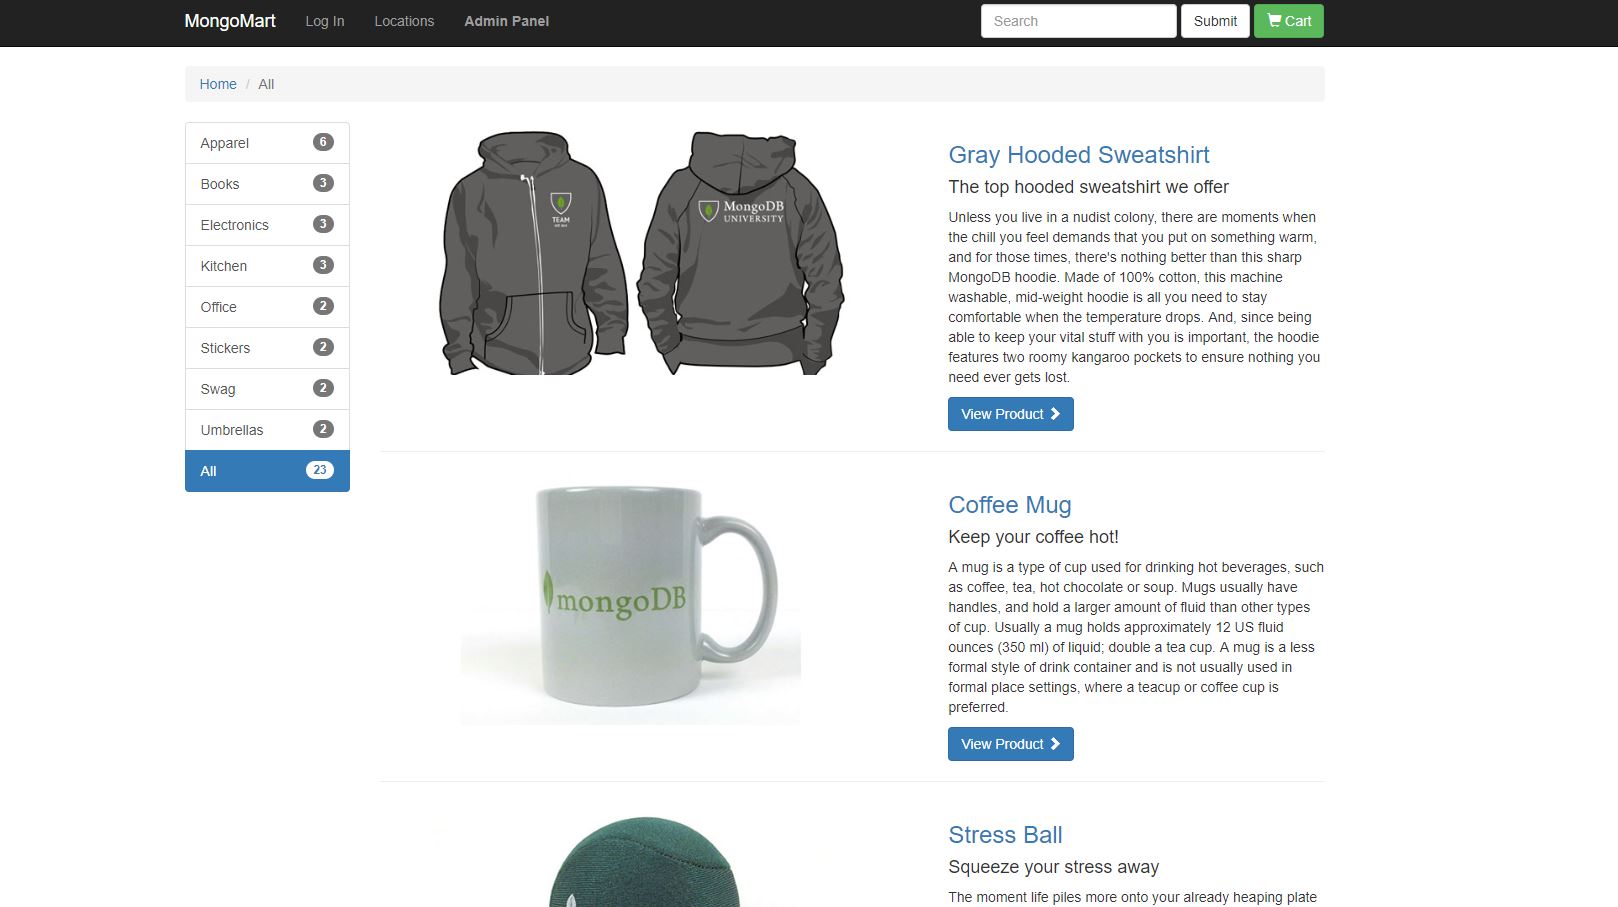 MongoMart Log In Locations Admin Panel Search Submit Cart
Home / All
Apparel 6
Books 3
Electronics 3
Kitchen 3
Office 2
Stickers 2
Swag 2
Umbrellas 2
All 23
TEAM
MongoDB
UNIVERSITY
Gray Hooded Sweatshirt
The top hooded sweatshirt we offer
Unless you live in a nudist colony, there are moments when
the chill you feel demands that you put on something warm,
and for those times, there's nothing better than this sharp
MongoDB hoodie. Made of 100% cotton, this machine
washable, mid-weight hoodie is all you need to stay
comfortable when the temperature drops. And, since being
able to keep your vital stuff with you is important, the hoodie
features two roomy kangaroo pockets to ensure nothing you
need ever gets lost.
View Product
mongoDB
Coffee Mug
Keep your coffee hot!
A mug is a type of cup used for drinking hot beverages, such
as coffee, tea, hot chocolate or soup. Mugs usually have
handles, and hold a larger amount of fluid than other types
of cup. Usually a mug holds approximately 12 US fluid
ounces (350 ml) of liquid; double a tea cup. A mug is a less
formal style of drink container and is not usually used in
formal place settings, where a teacup or coffee cup is
preferred.
View Product
Stress Ball
Squeeze your stress away
The moment life piles more onto your already heaping plate